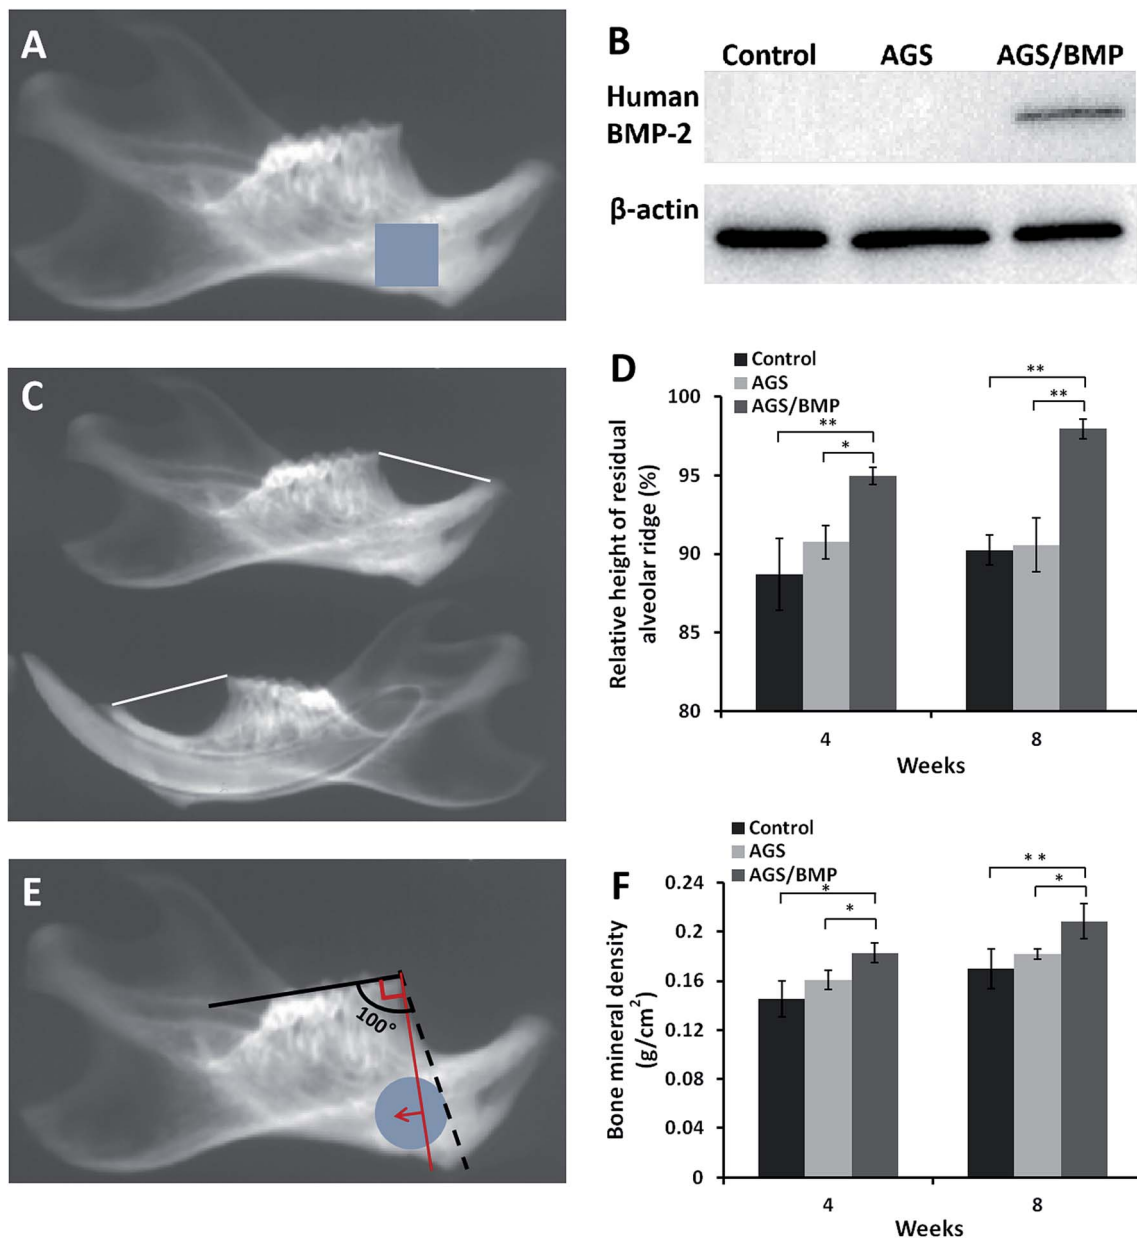 A
B
Control AGS AGS/BMP
Human
BMP-2
β-actin
C
D
Control
AGS
AGS/BMP
** **
** *
100
95
90
85
80
Relative height of residual
alveolar ridge (%)
4 8
Weeks
E
100°
F
Control
AGS
AGS/BMP
* **
* *
0.24
0.2
0.16
0.12
0.08
0.04
0
Bone mineral density
(g/cm²)
4 8
Weeks